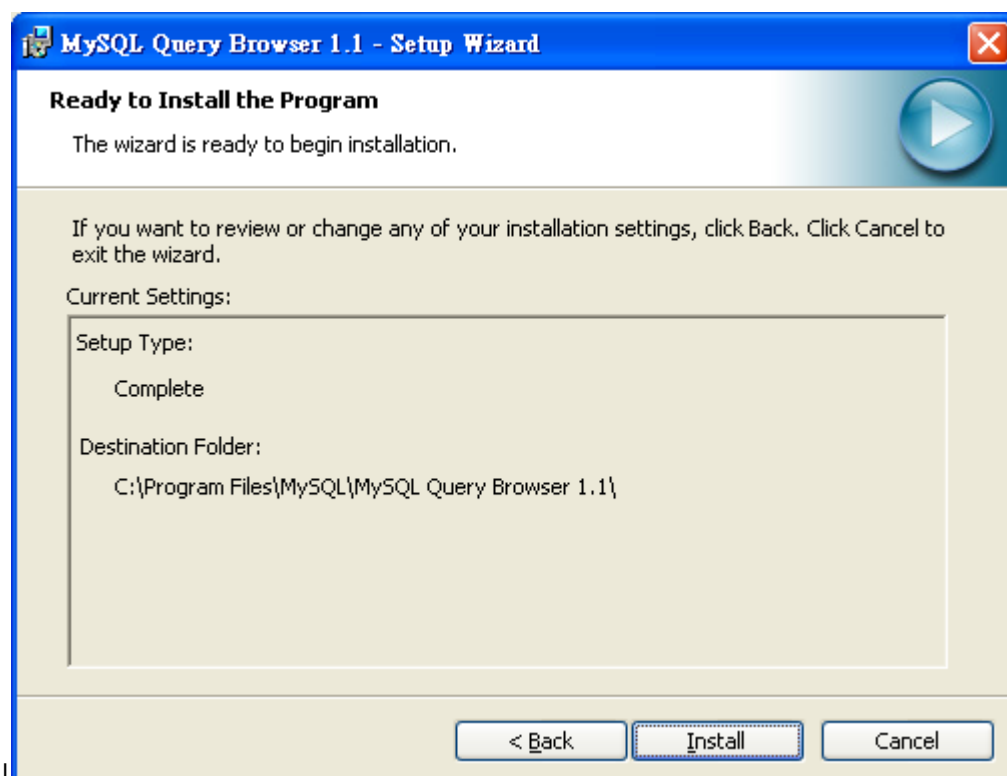 MySQL Query Browser 1.1 - Setup Wizard
Ready to Install the Program
The wizard is ready to begin installation.
If you want to review or change any of your installation settings, click Back. Click Cancel to
exit the wizard.
Current Settings:
Setup Type:
Complete
Destination Folder:
C:\Program Files\MySQL\MySQL Query Browser 1.1\
< Back Install Cancel